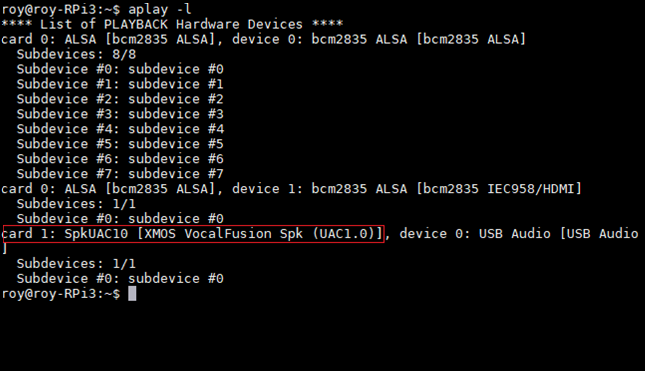 roy@roy-RPi3:~$ aplay -l
**** List of PLAYBACK Hardware Devices ****
card 0: ALSA [bcm2835 ALSA], device 0: bcm2835 ALSA [bcm2835 ALSA]
  Subdevices: 8/8
  Subdevice #0: subdevice #0
  Subdevice #1: subdevice #1
  Subdevice #2: subdevice #2
  Subdevice #3: subdevice #3
  Subdevice #4: subdevice #4
  Subdevice #5: subdevice #5
  Subdevice #6: subdevice #6
  Subdevice #7: subdevice #7
card 0: ALSA [bcm2835 ALSA], device 1: bcm2835 ALSA [bcm2835 IEC958/HDMI]
  Subdevices: 1/1
  Subdevice #0: subdevice #0
card 1: SpkUAC10 [XMOS VocalFusion Spk (UAC1.0)], device 0: USB Audio [USB Audio
]
  Subdevices: 1/1
  Subdevice #0: subdevice #0
roy@roy-RPi3:~$